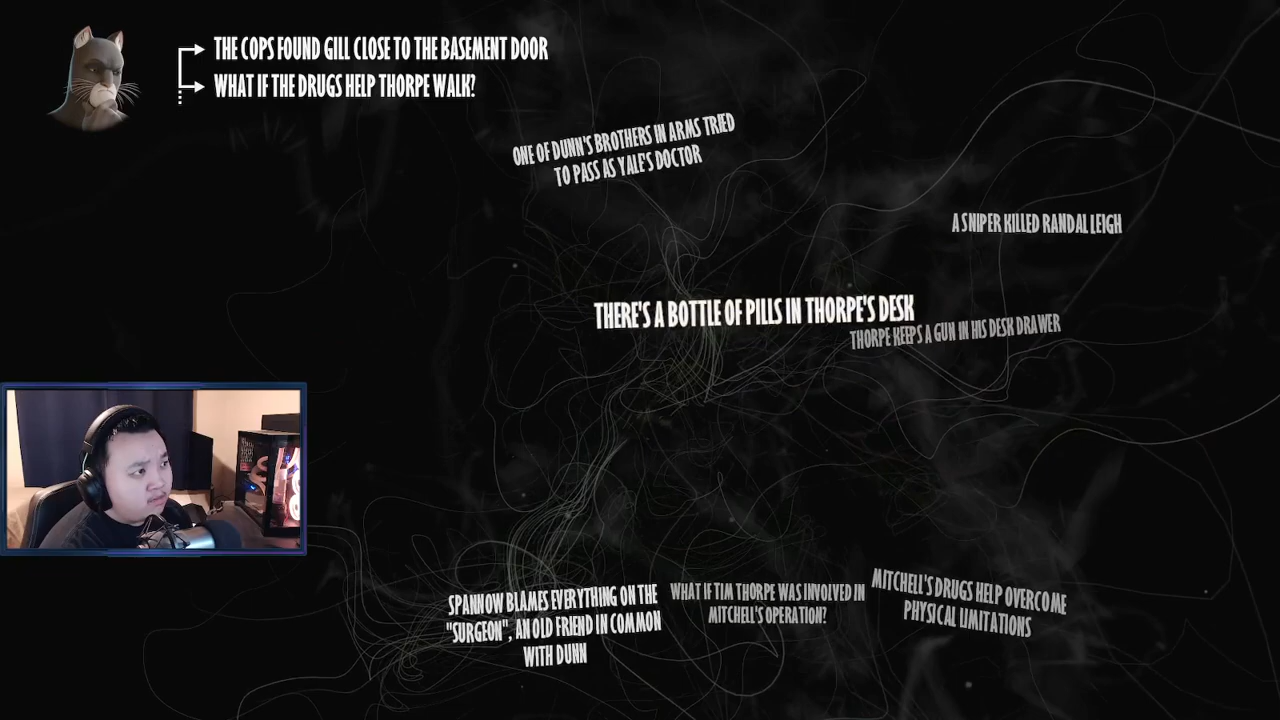 THE COPS FOUND GILL CLOSE TO THE BASEMENT DOOR
WHAT IF THE DRUGS HELP THORPE WALK?
ONE OF DUNN'S BROTHERS IN ARMS TRIED
TO PASS AS YALE'S DOCTOR
A SNIPER KILLED RANDAL LEIGH
THERE'S A BOTTLE OF PILLS IN THORPE'S DESK
THORPE KEEPS A GUN IN HIS DESK DRAWER
SPANNOW BLAMES EVERYTHING ON THE
"SURGEON", AN OLD FRIEND IN COMMON
WITH DUNN
WHAT IF TIM THORPE WAS INVOLVED IN
MITCHELL'S OPERATION?
MITCHELL'S DRUGS HELP OVERCOME
PHYSICAL LIMITATIONS